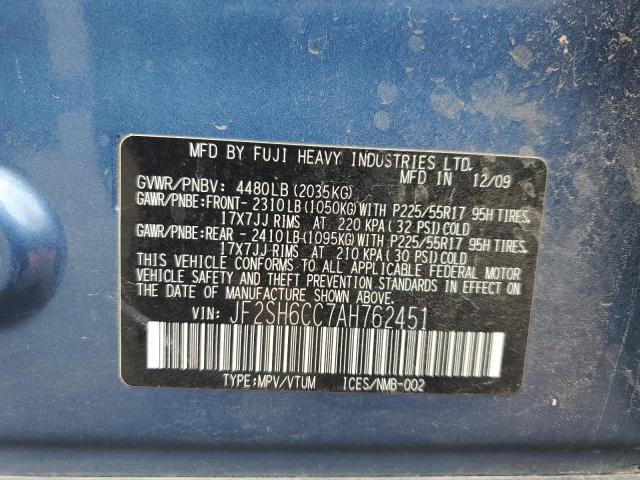 MFD BY FUJI HEAVY INDUSTRIES LTD.
MFD IN 12/09
GVWR/PNBV: 4480LB(2035KG)
GAWR/PNBE:FRONT- 2310LB(1050KG)WITH P225/55R17 95H TIRES,
17X7JJ RIMS AT 220 KPA(32 PSI)COLD
GAWR/PNBE:REAR - 2410LB(1095KG)WITH P225/55R17 95H TIRES,
17X7JJ RIMS AT 210 KPA(30 PSI)COLD
THIS VEHICLE CONFORMS TO ALL APPLICABLE FEDERAL MOTOR
VEHICLE SAFETY AND THEFT PREVENTION STANDARDS IN EFFECT ON
THE DATE OF MANUFACTURE SHOWN ABOVE.
VIN: JF2SH6CC7AH762451
TYPE:MPV/VTUM ICES/NMB-002